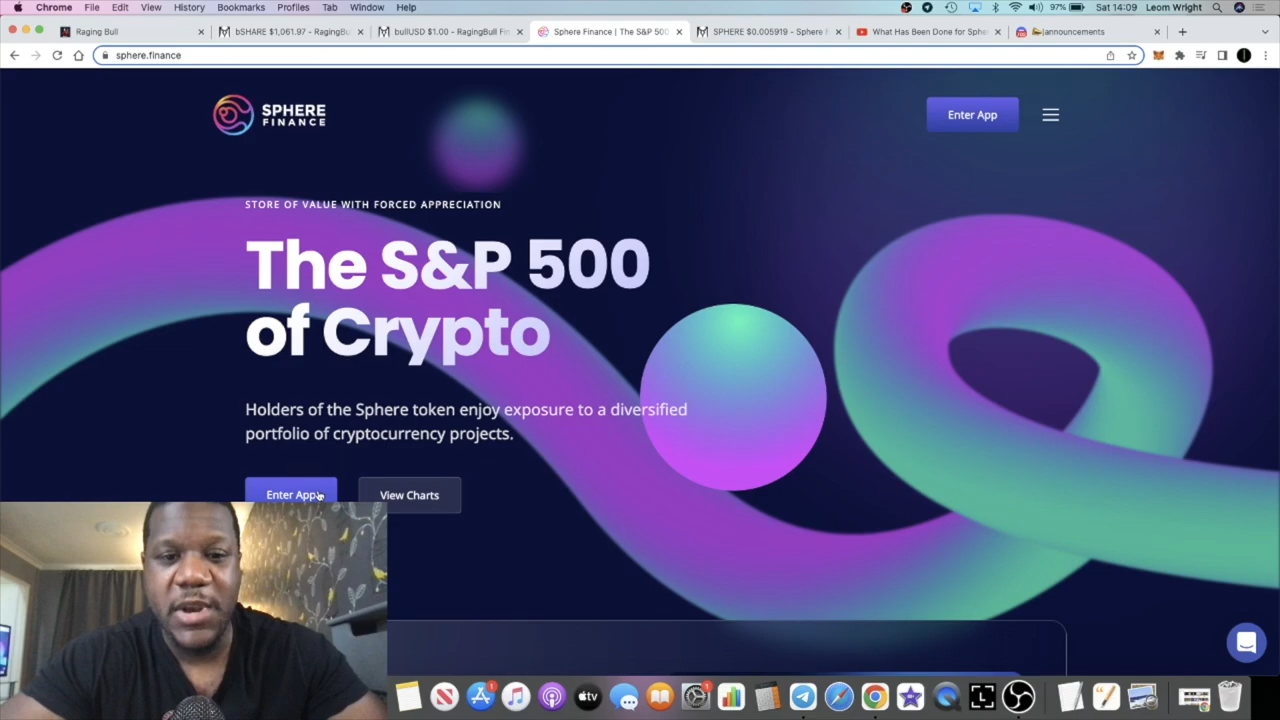 Chrome File Edit View History Bookmarks Profiles Tab Window Help 97% Sat 14:09 Leom Wright
Raging Bull bSHARE $1,061.97 - RagingBu bullUSD $1.00 - RagingBull Fin Sphere Finance | The S&P 500 SPHERE $0.005919 - Sphere F What Has Been Done for Sphe |announcements
sphere.finance
SPHERE
FINANCE
Enter App
STORE OF VALUE WITH FORCED APPRECIATION
The S&P 500
of Crypto
Holders of the Sphere token enjoy exposure to a diversified
portfolio of cryptocurrency projects.
Enter App
View Charts
tv